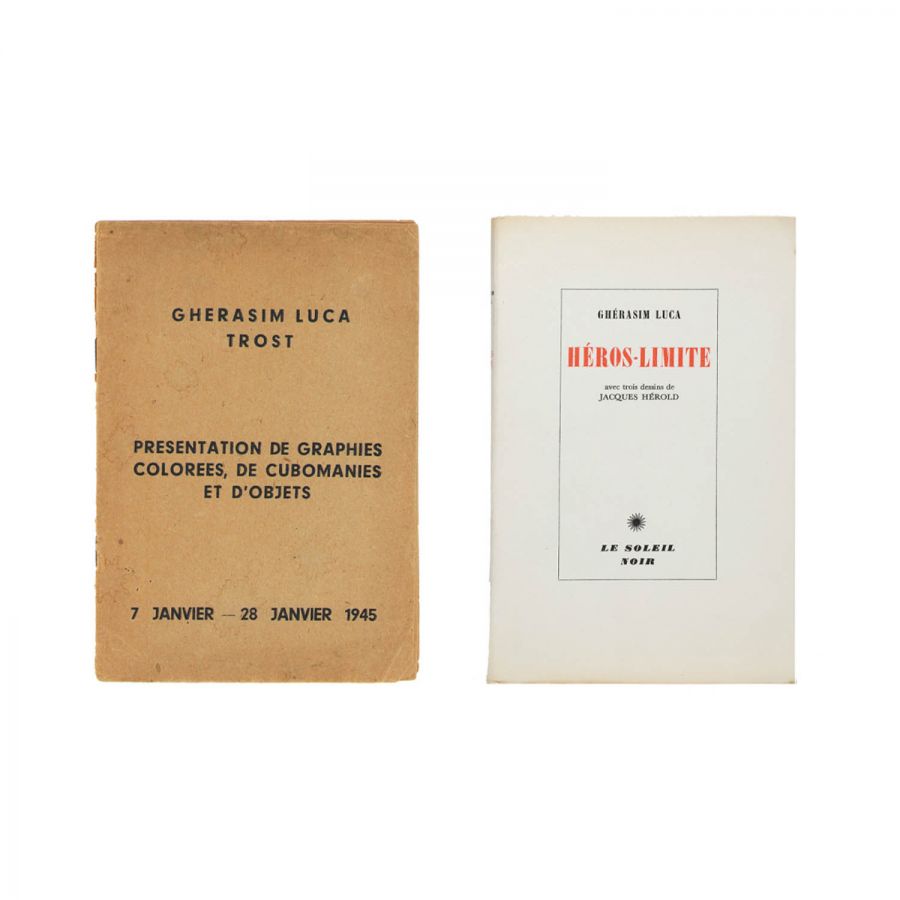 GHERASIM LUCA
TROST
PRESENTATION DE GRAPHIES
COLOREES, DE CUBOMANIES
ET D'OBJETS
7 JANVIER — 28 JANVIER 1945
GHÉRASIM LUCA
HÉROS-LIMITE
avec trois dessins de
JACQUES HÉROLD
LE SOLEIL
NOIR